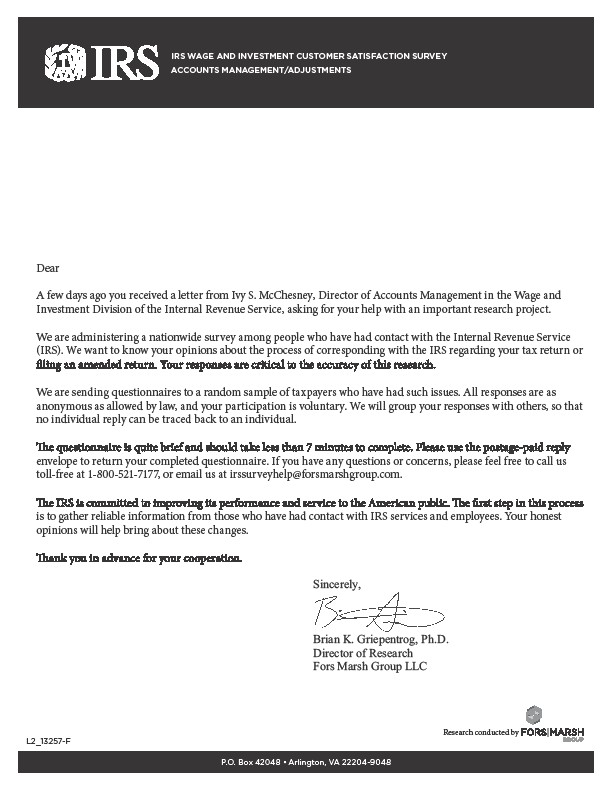 IRS
IRS WAGE AND INVESTMENT CUSTOMER SATISFACTION SURVEY
ACCOUNTS MANAGEMENT/ADJUSTMENTS
Dear
A few days ago you received a letter from Ivy S. McChesney, Director of Accounts Management in the Wage and
Investment Division of the Internal Revenue Service, asking for your help with an important research project.
We are administering a nationwide survey among people who have had contact with the Internal Revenue Service
(IRS). We want to know your opinions about the process of corresponding with the IRS regarding your tax return or
filing an amended return. Your responses are critical to the accuracy of this research.
We are sending questionnaires to a random sample of taxpayers who have had such issues. All responses are as
anonymous as allowed by law, and your participation is voluntary. We will group your responses with others, so that
no individual reply can be traced back to an individual.
The questionnaire is quite brief and should take less than 7 minutes to complete. Please use the postage-paid reply
envelope to return your completed questionnaire. If you have any questions or concerns, please feel free to call us
toll-free at 1-800-521-7177, or email us at irssurveyhelp@forsmarshgroup.com.
The IRS is committed to improving its performance and service to the American public. The first step in this process
is to gather reliable information from those who have had contact with IRS services and employees. Your honest
opinions will help bring about these changes.
Thank you in advance for your cooperation.
Sincerely,
Brian K. Griepentrog, Ph.D.
Director of Research
Fors Marsh Group LLC
Research conducted by FORS|MARSH
GROUP
L2_13257-F
P.O. Box 42048 • Arlington, VA 22204-9048